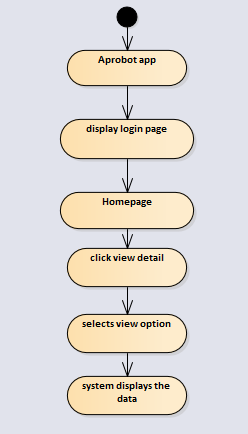 Aprobot app
display login page
Homepage
click view detail
selects view option
system displays the
data